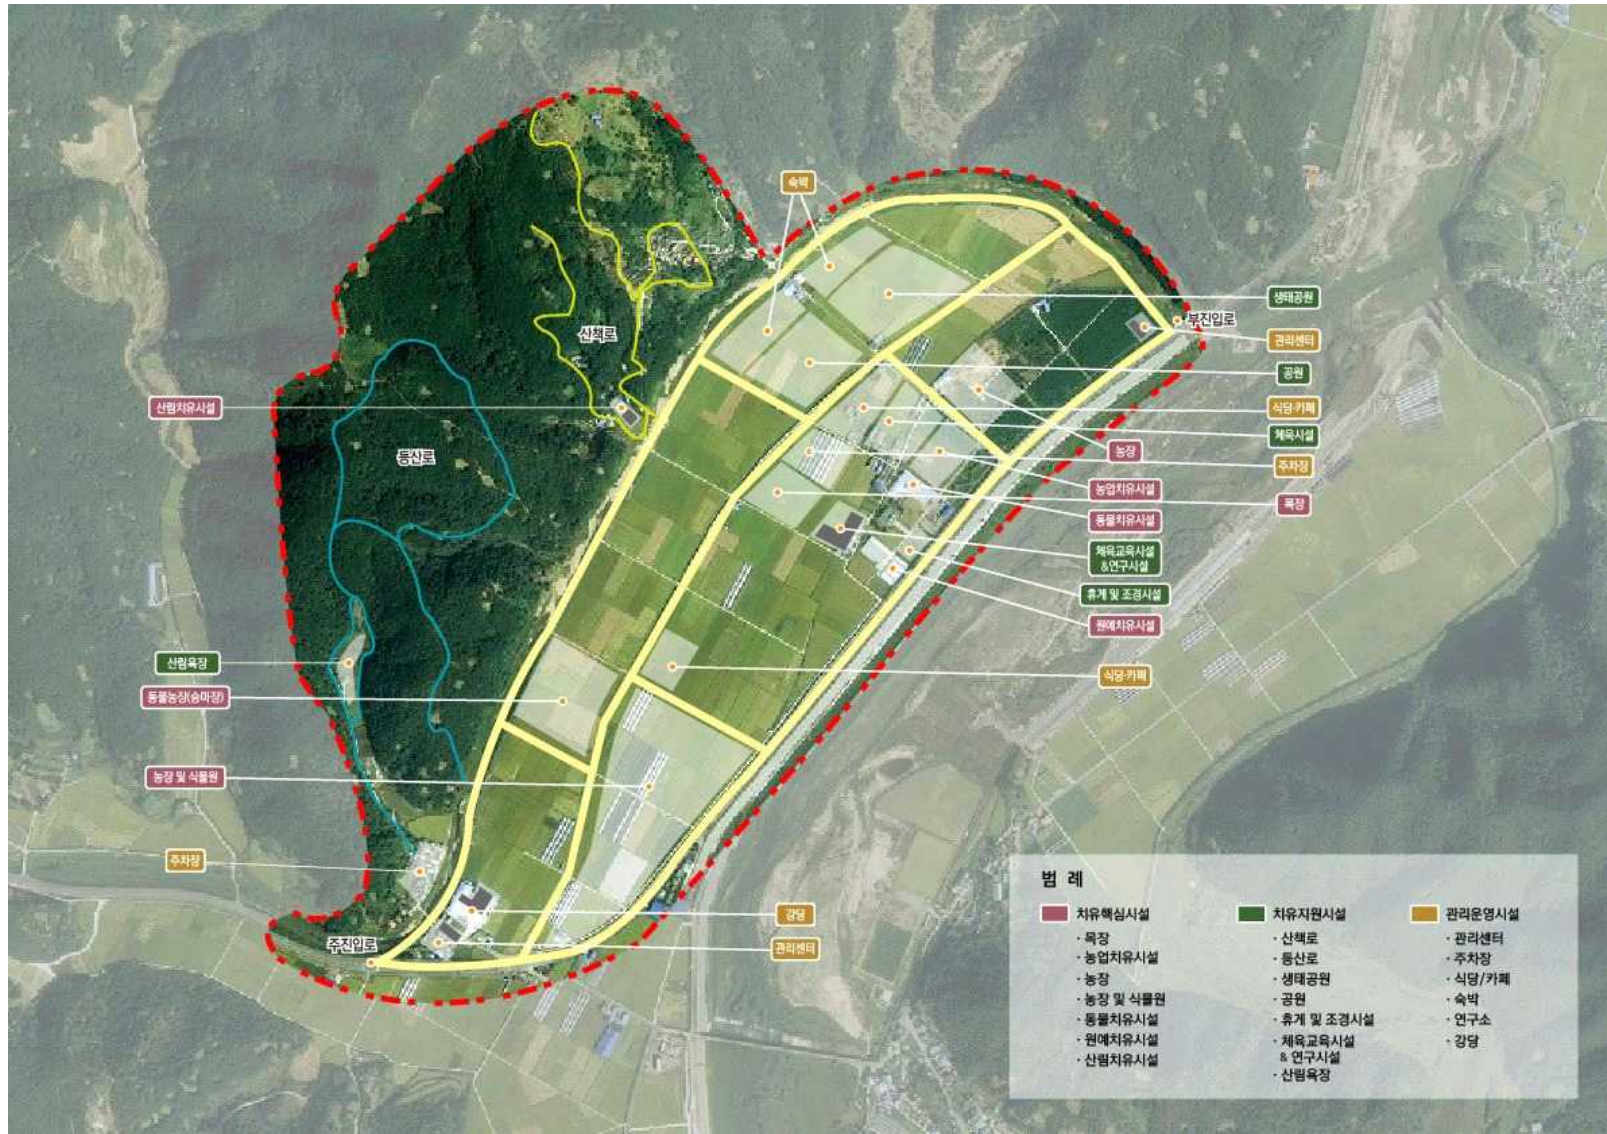 숙박
생태공원
부진입로
관리센터
산책로
공원
산림치유시설
식당·카페
체육시설
등산로
농장
주차장
농업치유시설
목장
동물치유시설
체육교육시설
&연구시설
휴게 및 조경시설
원예치유시설
산림욕장
식당·카페
동물농장(승마장)
농장 및 식물원
주차장
강당
주진입로
관리센터
범 례
치유핵심시설
· 목장
· 농업치유시설
· 농장
· 농장 및 식물원
· 동물치유시설
· 원예치유시설
· 산림치유시설
치유지원시설
· 산책로
· 등산로
· 생태공원
· 공원
· 휴게 및 조경시설
· 체육교육시설
& 연구시설
· 산림욕장
관리운영시설
· 관리센터
· 주차장
· 식당/카페
· 숙박
· 연구소
· 강당